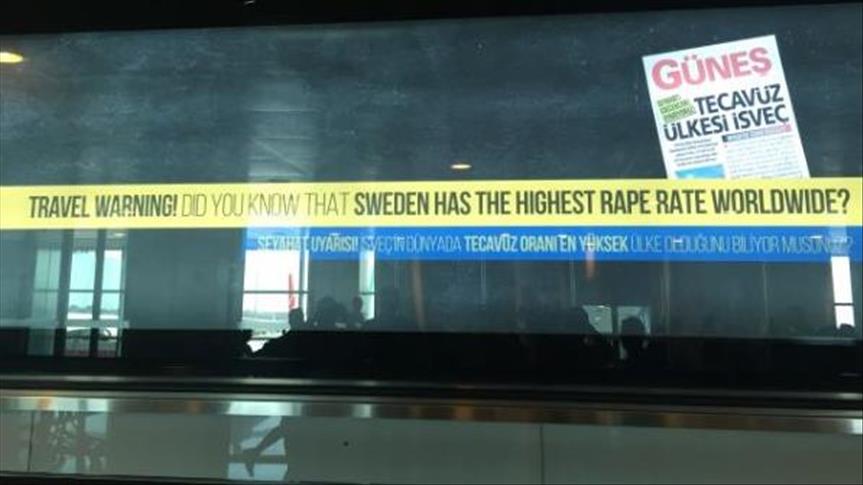 GÜNEŞ
TECAVÜZ
ÜLKESİ İSVEÇ
TRAVEL WARNING! DID YOU KNOW THAT SWEDEN HAS THE HIGHEST RAPE RATE WORLDWIDE?
SEYAHAT UYARISI! İSVEÇİN DÜNYADA TECAVÜZ ORANI EN YÜKSEK ÜLKE OLDUĞUNU BİLİYOR MUSUNUZ?